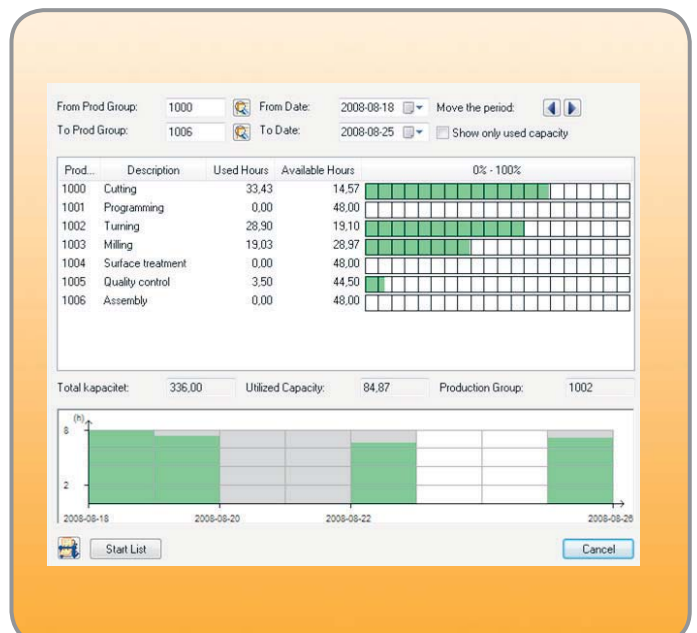 From Prod Group: 1000 From Date: 2008-08-18 Move the period:
To Prod Group: 1006 To Date: 2008-08-25 Show only used capacity
Prod... Description Used Hours Available Hours 0% - 100%
1000 Cutting 33,43 14,57
1001 Programming 0,00 48,00
1002 Turning 28,90 19,10
1003 Milling 19,03 28,97
1004 Surface treatment 0,00 48,00
1005 Quality control 3,50 44,50
1006 Assembly 0,00 48,00
Total kapacitet: 336,00 Utilized Capacity: 84,87 Production Group: 1002
(h)
8
2
2008-08-18 2008-08-20 2008-08-22 2008-08-26
Start List Cancel